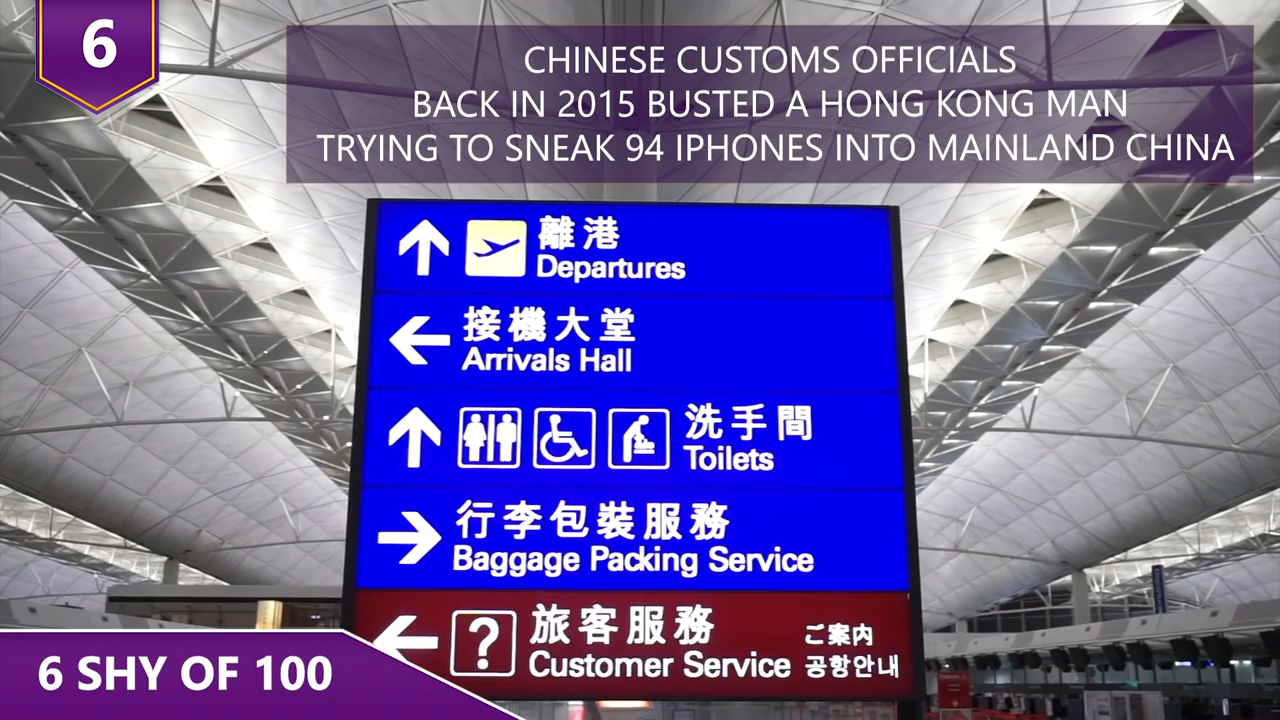 6
CHINESE CUSTOMS OFFICIALS
BACK IN 2015 BUSTED A HONG KONG MAN
TRYING TO SNEAK 94 IPHONES INTO MAINLAND CHINA
離港
Departures
接機大堂
Arrivals Hall
洗手間
Toilets
行李包裝服務
Baggage Packing Service
?
旅客服務 ご案内
Customer Service 공항안내
6 SHY OF 100